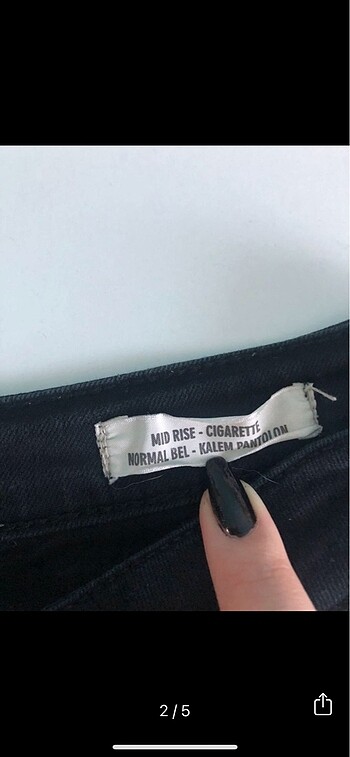 MID RISE - CIGARETTE
NORMAL BEL - KALEM PANTOLON
2/5